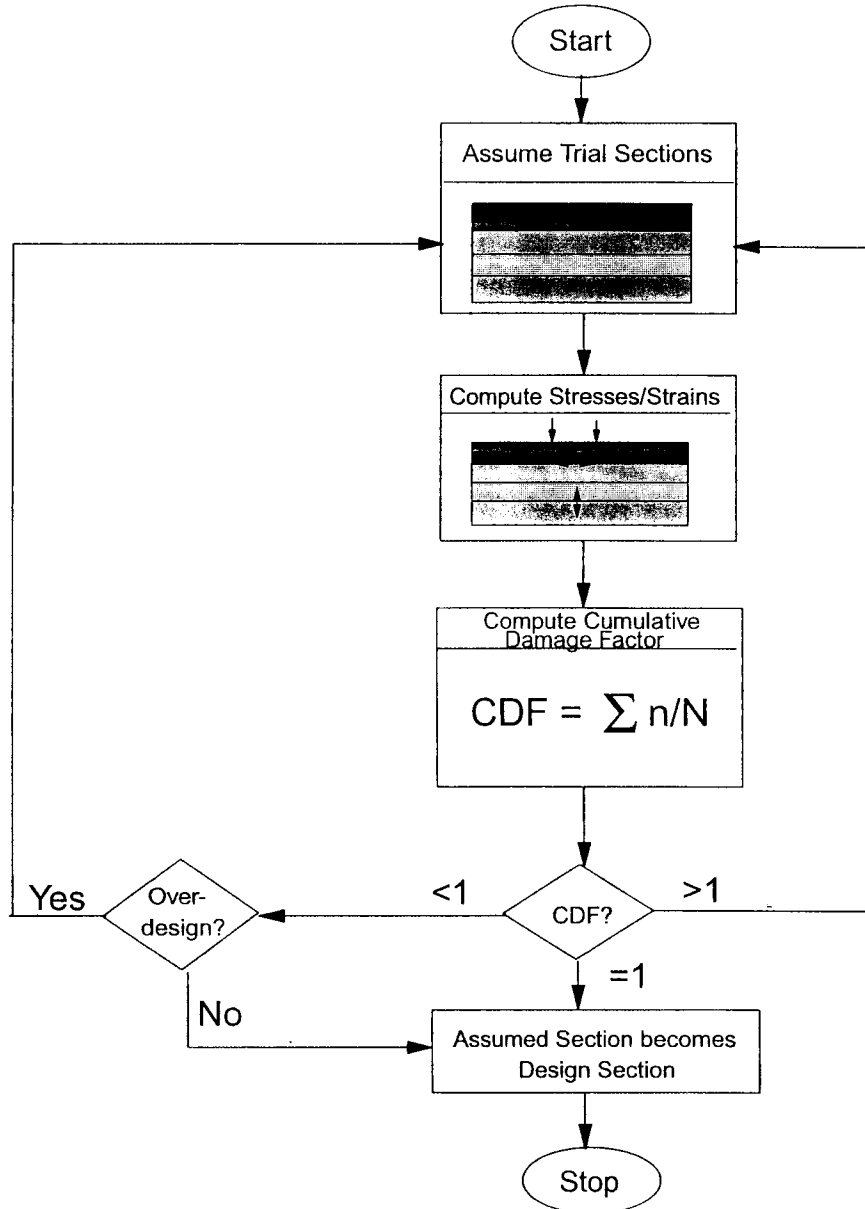 Start
Assume Trial Sections
Compute Stresses/Strains
Compute Cumulative
Damage Factor
CDF = ∑ n/N
CDF?
<1
>1
=1
Over-
design?
Yes
No
Assumed Section becomes
Design Section
Stop